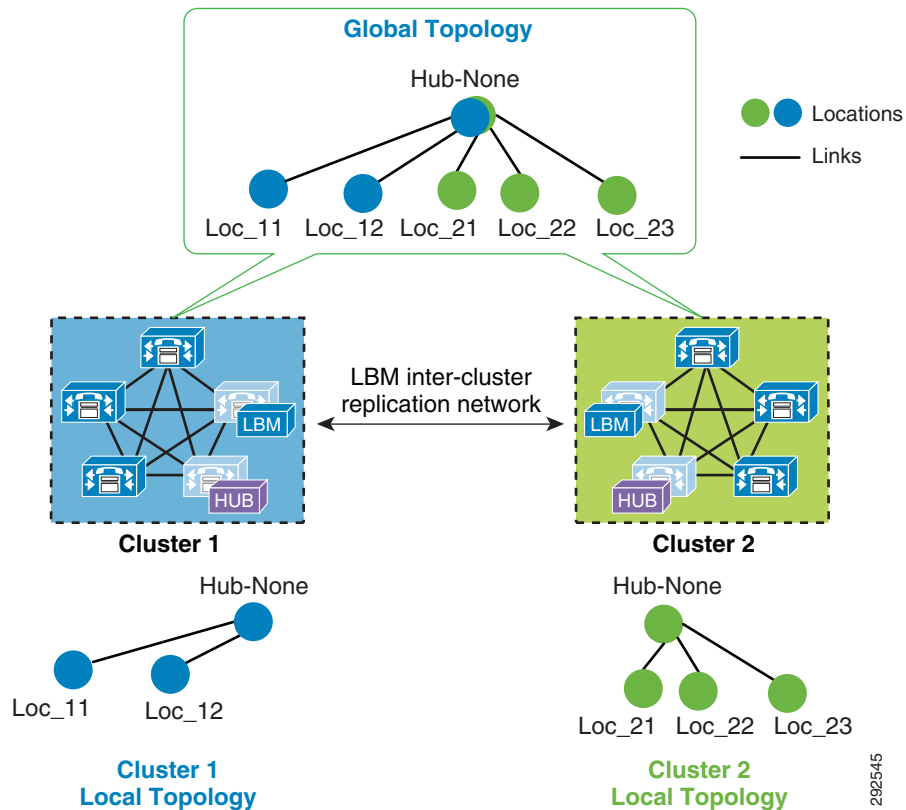 Global Topology
Hub-None
Locations
Links
Loc_11
Loc_12
Loc_21
Loc_22
Loc_23
LBM inter-cluster
replication network
LBM
HUB
LBM
HUB
Cluster 1
Cluster 2
Hub-None
Loc_11
Loc_12
Hub-None
Loc_21
Loc_22
Loc_23
Cluster 1
Local Topology
Cluster 2
Local Topology
292545